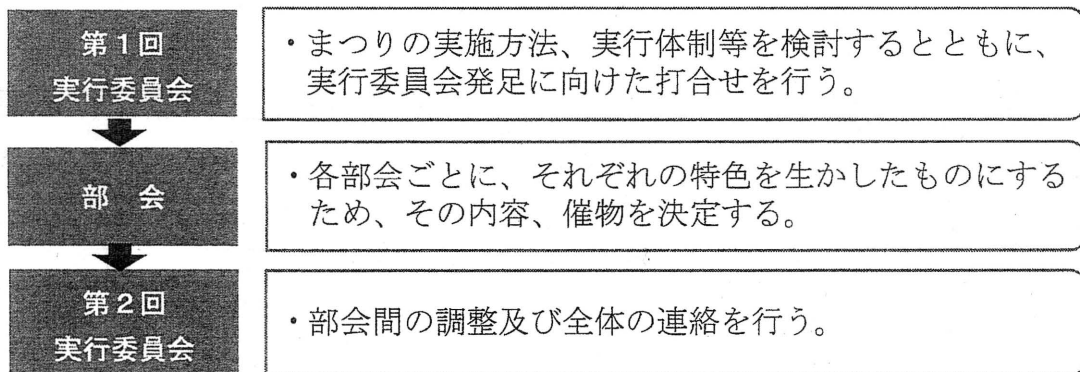 第1回
実行委員会
・まつりの実施方法、実行体制等を検討するとともに、
実行委員会発足に向けた打合せを行う。
部 会
・各部会ごとに、それぞれの特色を生かしたものにする
ため、その内容、催物を決定する。
第2回
実行委員会
・部会間の調整及び全体の連絡を行う。